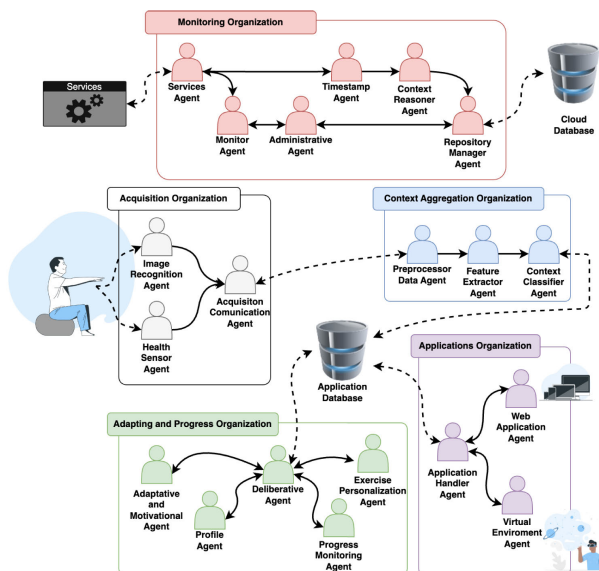 Monitoring Organization
Services
Services
Agent
Timestamp
Agent
Context
Reasoner
Agent
Monitor
Agent
Administrative
Agent
Repository
Manager
Agent
Cloud
Database
Acquisition Organization
Image
Recognition
Agent
Acquisiton
Comunication
Agent
Health
Sensor
Agent
Context Aggregation Organization
Preprocessor
Data Agent
Feature
Extractor
Agent
Context
Classifier
Agent
Application
Database
Applications Organization
Web
Application
Agent
Application
Handler
Agent
Virtual
Enviroment
Agent
Adapting and Progress Organization
Adaptative
and
Motivational
Agent
Deliberative
Agent
Exercise
Personalization
Agent
Profile
Agent
Progress
Monitoring
Agent